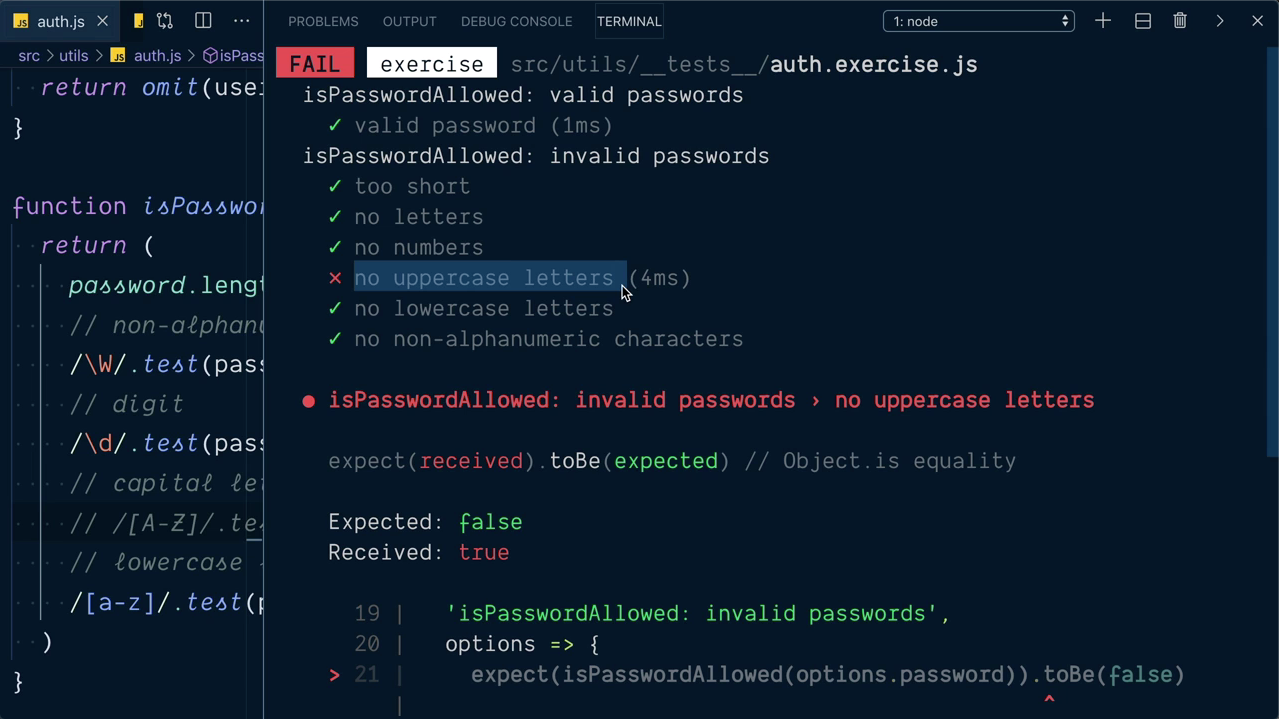 JS auth.js
PROBLEMS OUTPUT DEBUG CONSOLE TERMINAL 1: node
src > utils > JS auth.js > isPass
return omit(use
}
function isPasswo
return (
password.lengt
// non-alphanu
/\W/.test(pass
// digit
/\d/.test(pass
// capital let
// /[A-Z]/.te
// lowercase
/[a-z]/.test(p
)
}
FAIL exercise src/utils/__tests__/auth.exercise.js
isPasswordAllowed: valid passwords
✓ valid password (1ms)
isPasswordAllowed: invalid passwords
✓ too short
✓ no letters
✓ no numbers
✕ no uppercase letters (4ms)
✓ no lowercase letters
✓ no non-alphanumeric characters
● isPasswordAllowed: invalid passwords › no uppercase letters
expect(received).toBe(expected) // Object.is equality
Expected: false
Received: true
19 | 'isPasswordAllowed: invalid passwords',
20 | options => {
> 21 | expect(isPasswordAllowed(options.password)).toBe(false)
| ^